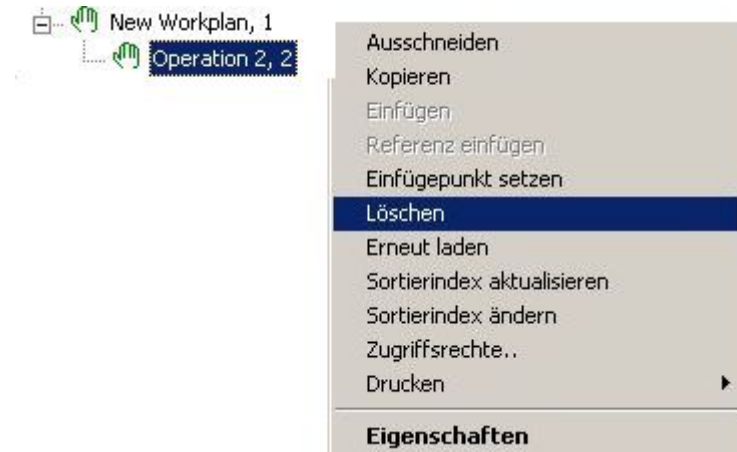 New Workplan, 1
Operation 2, 2
Ausschneiden
Kopieren
Einfügen
Referenz einfügen
Einfügepunkt setzen
Löschen
Erneut laden
Sortierindex aktualisieren
Sortierindex ändern
Zugriffsrechte..
Drucken
Eigenschaften